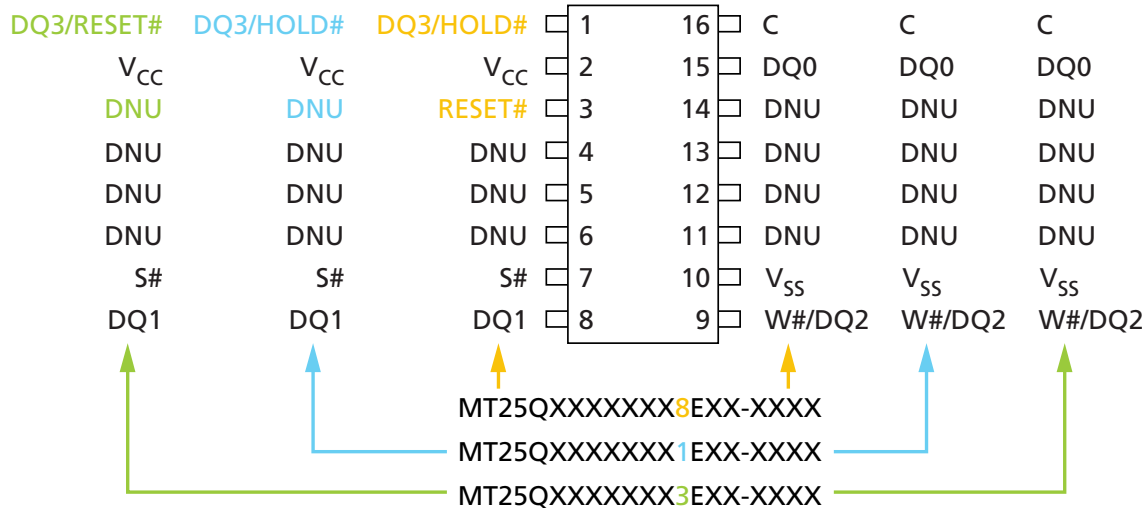 DQ3/RESET# DQ3/HOLD# DQ3/HOLD# 1 16 C C C
VCC VCC VCC 2 15 DQ0 DQ0 DQ0
DNU DNU RESET# 3 14 DNU DNU DNU
DNU DNU DNU 4 13 DNU DNU DNU
DNU DNU DNU 5 12 DNU DNU DNU
DNU DNU DNU 6 11 DNU DNU DNU
S# S# S# 7 10 VSS VSS VSS
DQ1 DQ1 DQ1 8 9 W#/DQ2 W#/DQ2 W#/DQ2
MT25QXXXXXXX8EXX-XXXX
MT25QXXXXXXX1EXX-XXXX
MT25QXXXXXXX3EXX-XXXX